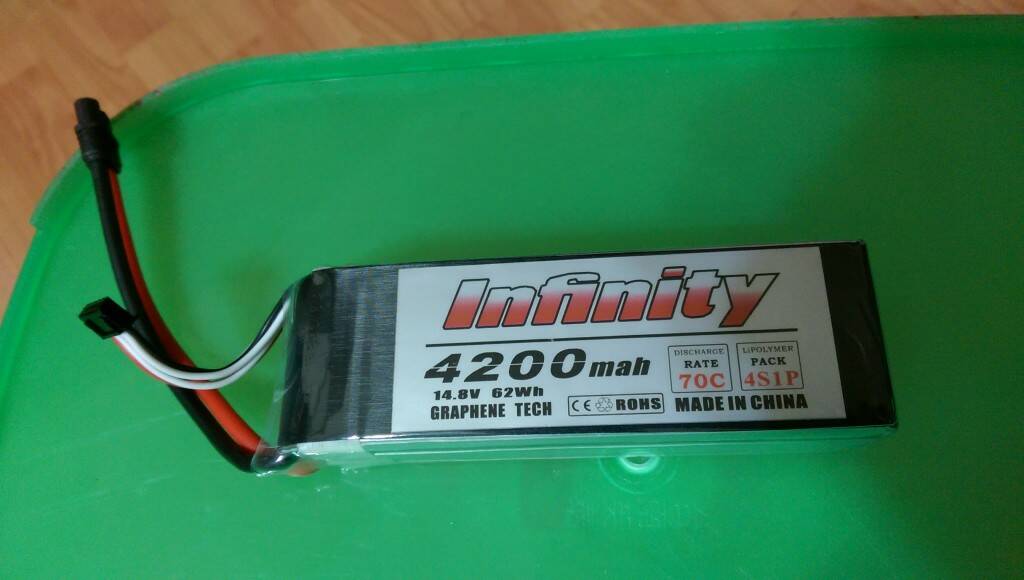 Infinity
4200mah
14.8V 62Wh
GRAPHENE TECH
CE ROHS
DISCHARGE
RATE
70C
LiPOLYMER
PACK
4S1P
MADE IN CHINA